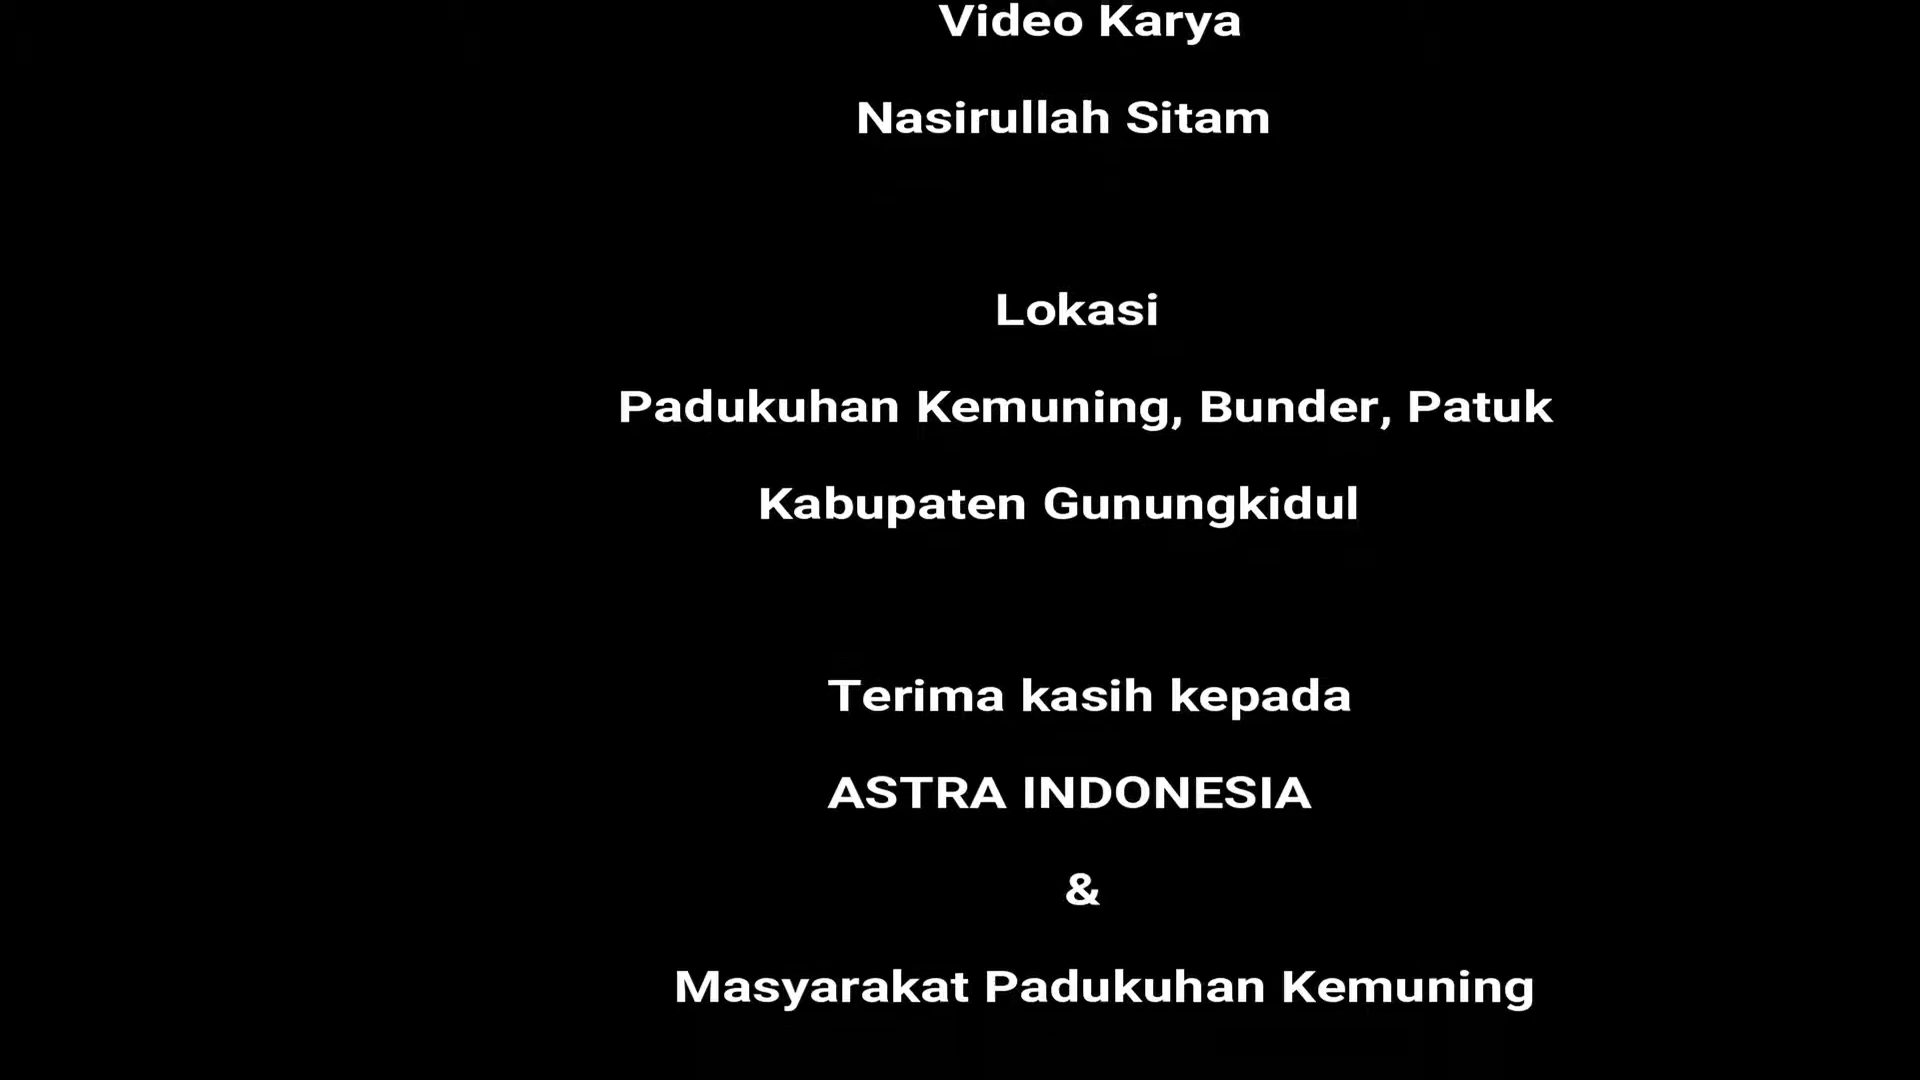 Video Karya
Nasirullah Sitam
Lokasi
Padukuhan Kemuning, Bunder, Patuk
Kabupaten Gunungkidul
Terima kasih kepada
ASTRA INDONESIA
&
Masyarakat Padukuhan Kemuning